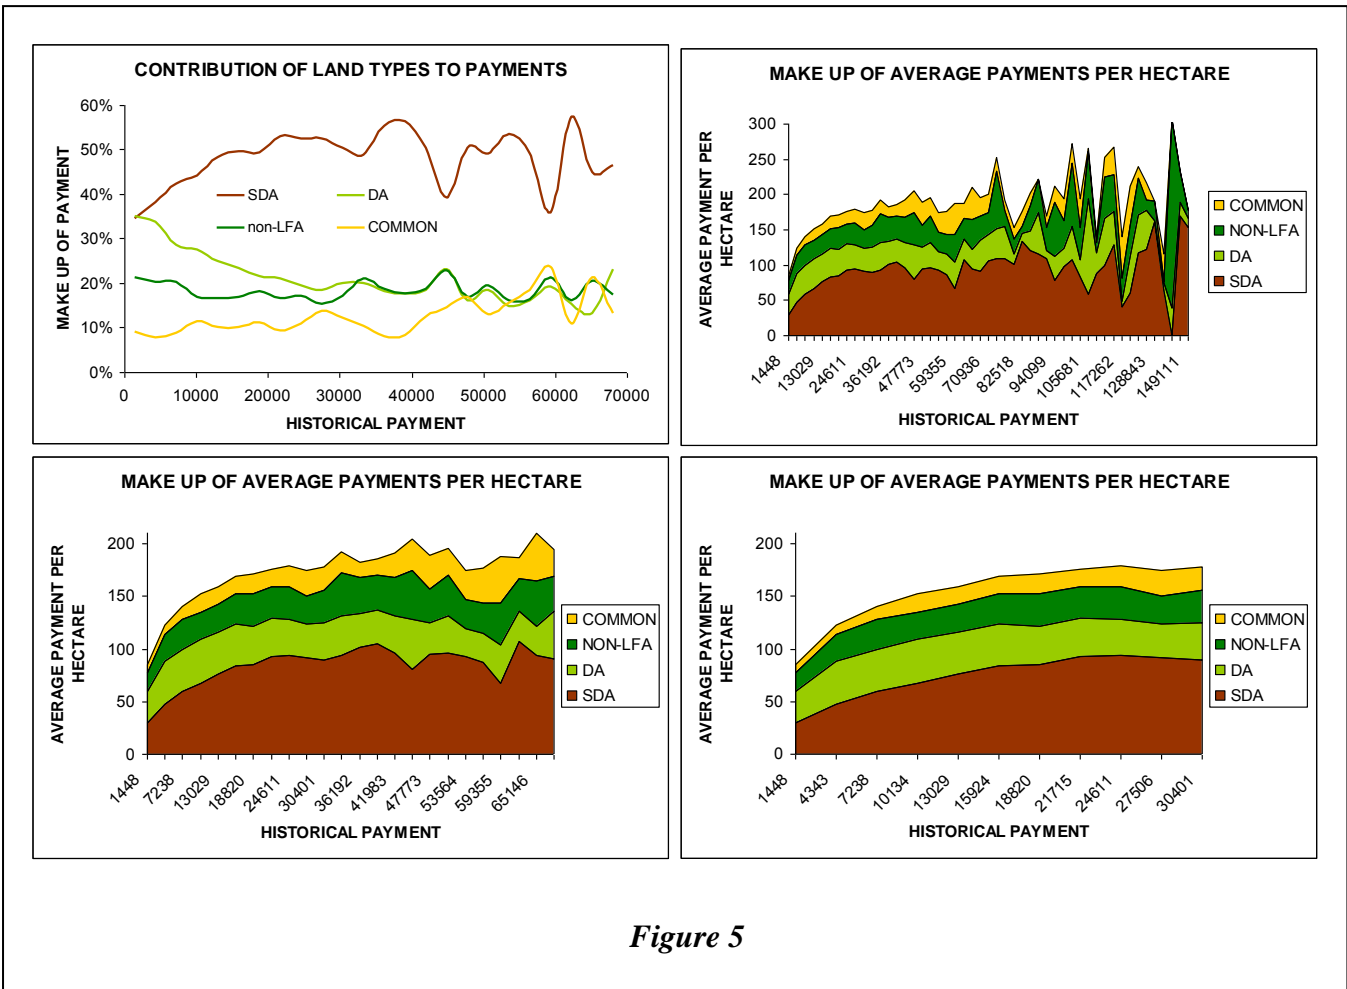 CONTRIBUTION OF LAND TYPES TO PAYMENTS
MAKE UP OF PAYMENT
60%
50%
40%
30%
20%
10%
0%
SDA
DA
non-LFA
COMMON
0
10000
20000
30000
40000
50000
60000
70000
HISTORICAL PAYMENT
MAKE UP OF AVERAGE PAYMENTS PER HECTARE
AVERAGE PAYMENT PER
HECTARE
300
250
200
150
100
50
0
1448
13029
24611
36192
47773
59355
70936
82518
94099
105681
117262
128843
1491111
HISTORICAL PAYMENT
COMMON
NON-LFA
DA
SDA
MAKE UP OF AVERAGE PAYMENTS PER HECTARE
AVERAGE PAYMENT PER
HECTARE
200
150
100
50
0
1448
7238
13029
18820
24611
30401
36192
41983
47773
53564
59355
65146
HISTORICAL PAYMENT
COMMON
NON-LFA
DA
SDA
MAKE UP OF AVERAGE PAYMENTS PER HECTARE
AVERAGE PAYMENT PER
HECTARE
200
150
100
50
0
1448
4343
7238
10134
13029
15924
18820
21715
24611
27506
30401
HISTORICAL PAYMENT
COMMON
NON-LFA
DA
SDA
Figure 5